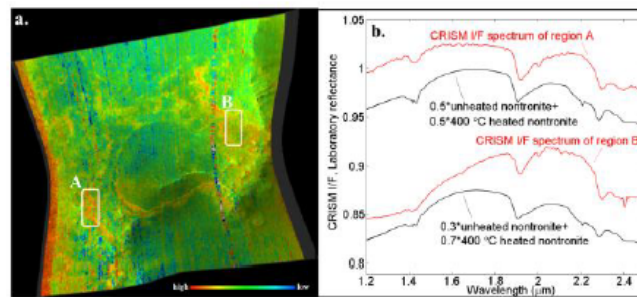 a.
B
A
high
low
b.
1.05
1
0.95
0.9
0.85
0.8
CRISM I/F, Laboratory reflectance
CRISM I/F spectrum of region A
0.5*unheated nontronite+
0.5*400 °C heated nontronite
CRISM I/F spectrum of region B
0.3*unheated nontronite+
0.7*400 °C heated nontronite
1.2 1.4 1.6 1.8 2 2.2 2.4
Wavelength (μm)